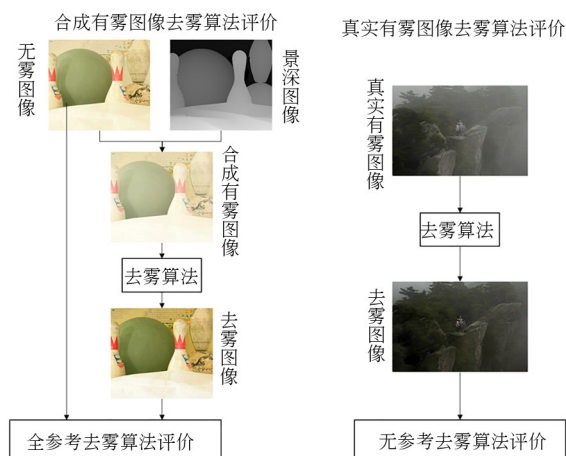 合成有雾图像去雾算法评价
无雾图像
景深图像
合成有雾图像
去雾算法
去雾图像
全参考去雾算法评价
真实有雾图像去雾算法评价
真实有雾图像
去雾算法
去雾图像
无参考去雾算法评价